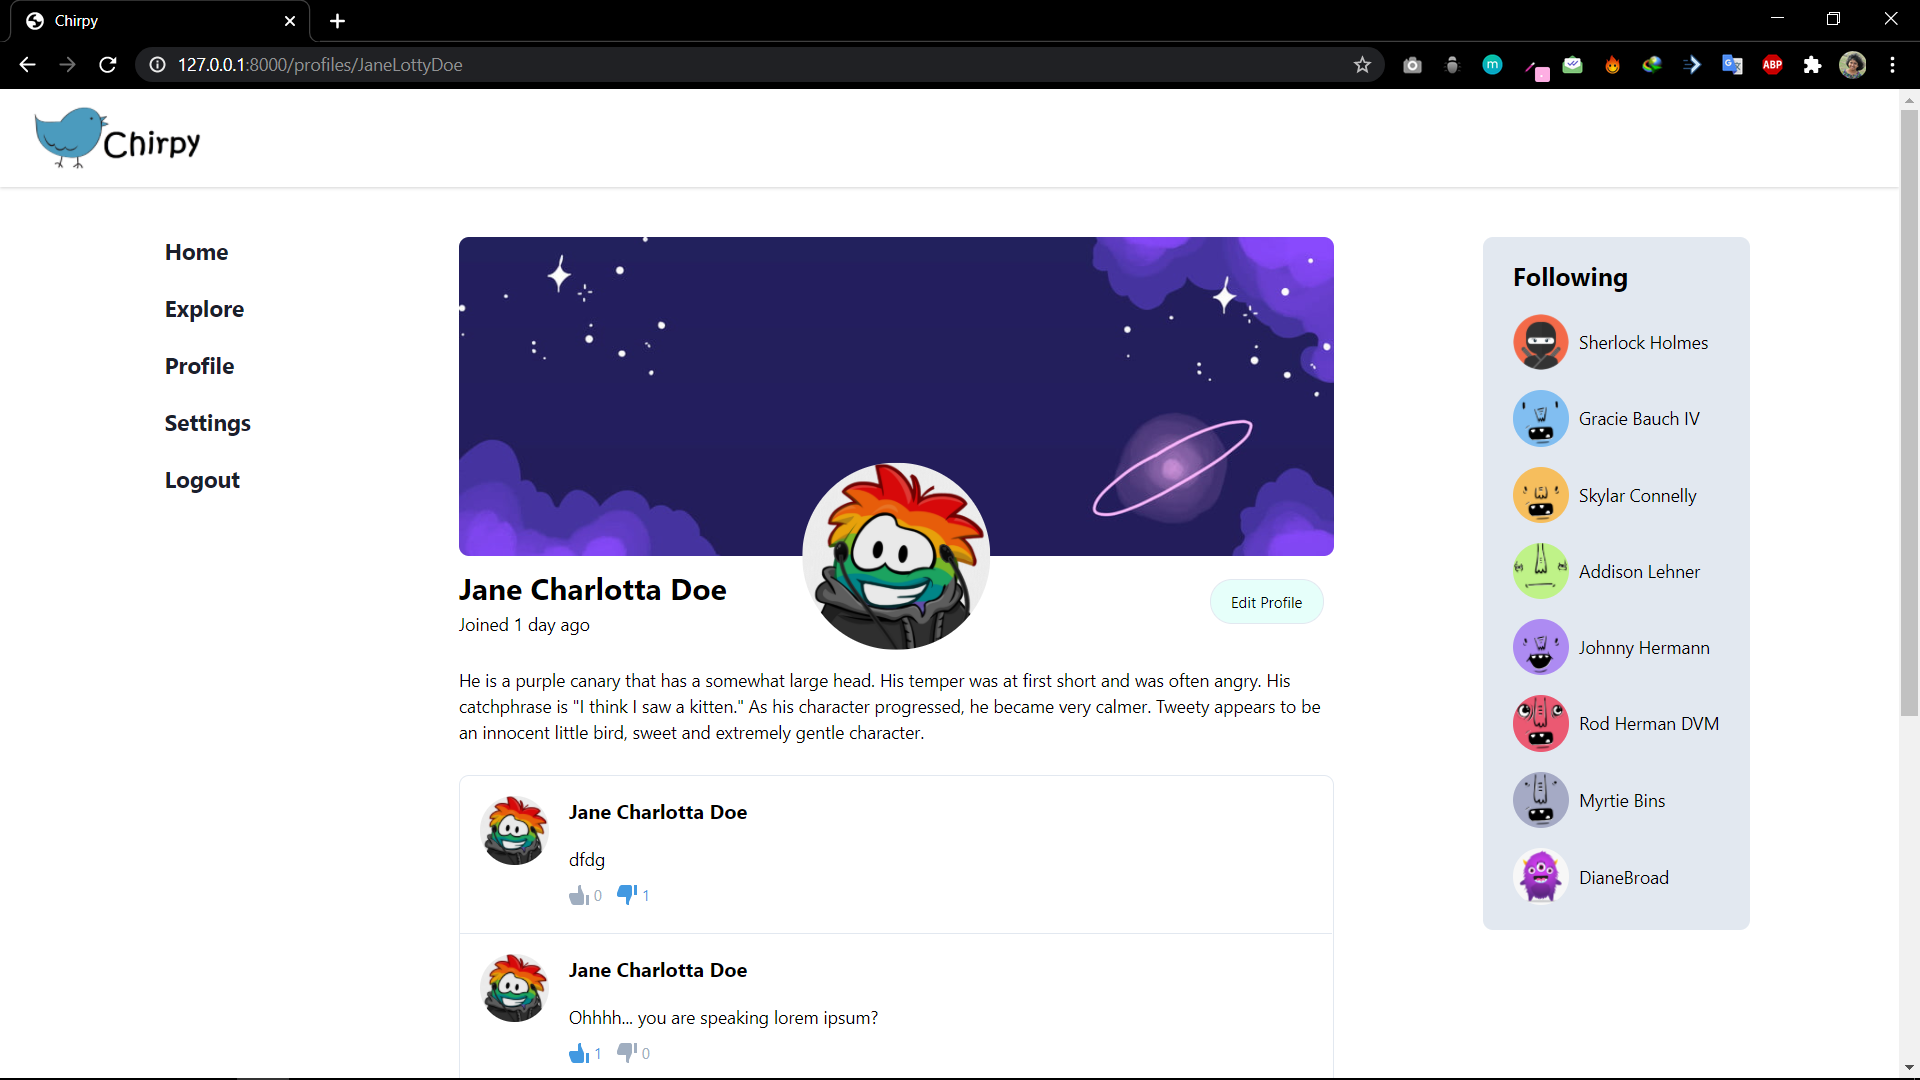 Chirpy
127.0.0.1:8000/profiles/JaneLottyDoe
m
G
ABP
Chirpy
Home
Explore
Profile
Settings
Logout
Jane Charlotta Doe
Joined 1 day ago
Edit Profile
He is a purple canary that has a somewhat large head. His temper was at first short and was often angry. His
catchphrase is "I think I saw a kitten." As his character progressed, he became very calmer. Tweety appears to be
an innocent little bird, sweet and extremely gentle character.
Jane Charlotta Doe
dfdg
0 1
Jane Charlotta Doe
Ohhhh... you are speaking lorem ipsum?
1 0
Following
Sherlock Holmes
Gracie Bauch IV
Skylar Connelly
Addison Lehner
Johnny Hermann
Rod Herman DVM
Myrtie Bins
DianeBroad